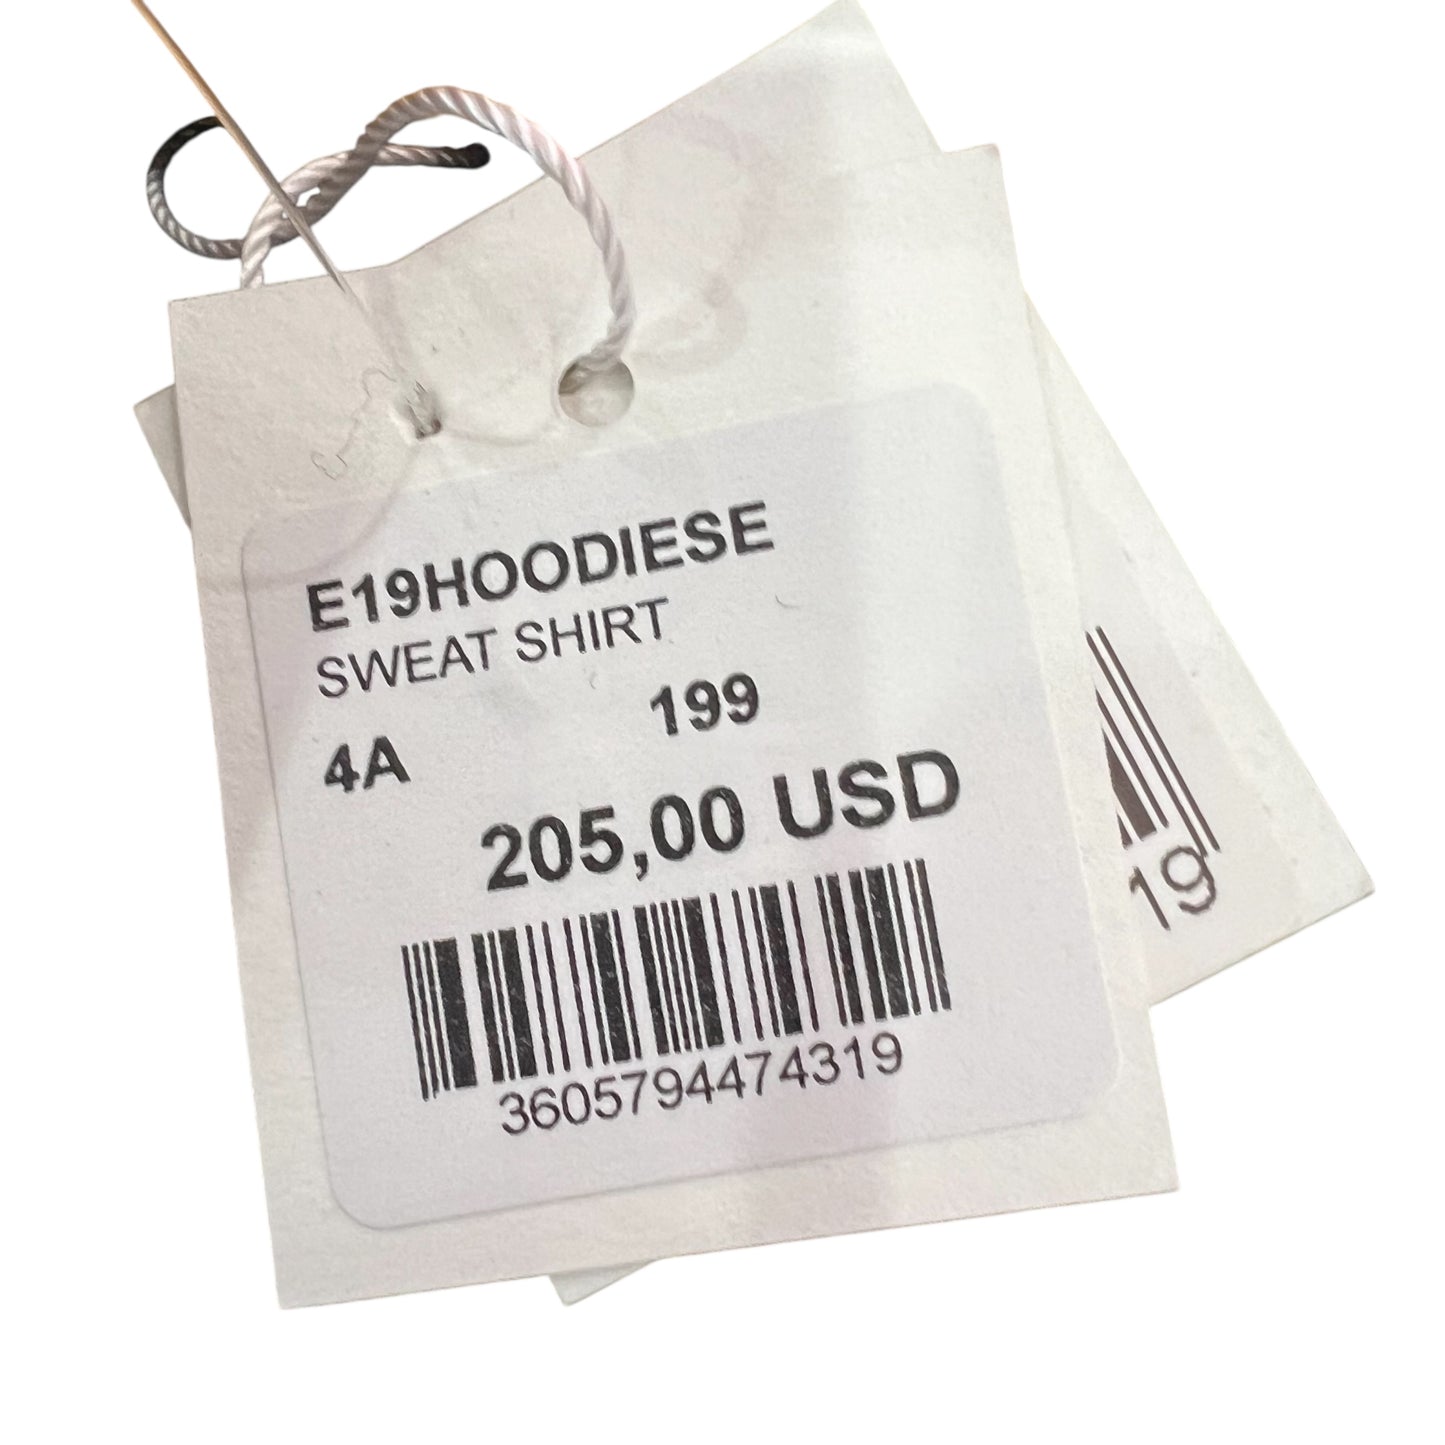 E19HOODIESE
SWEAT SHIRT
199
4A
205,00 USD
3605794474319
19